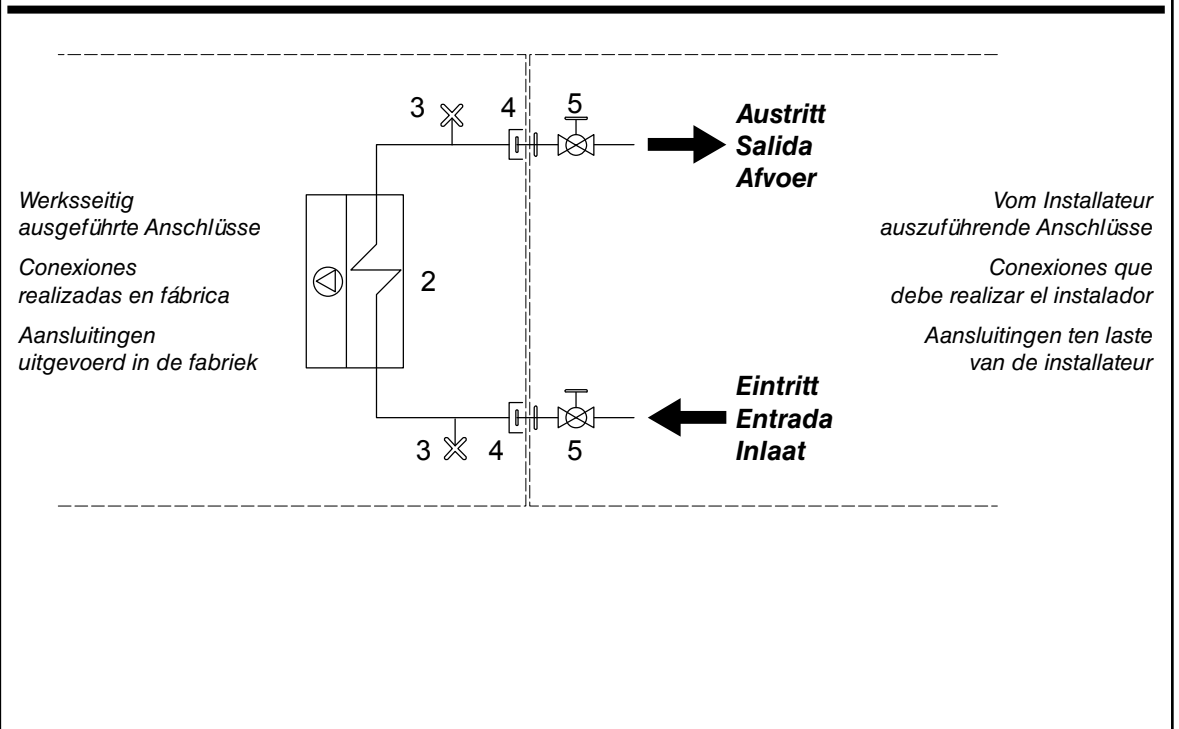 3
4
5
Austritt
Salida
Afvoer
Werksseitig
ausgeführte Anschlüsse
Conexiones
realizadas en fábrica
Aansluitingen
uitgevoerd in de fabriek
2
Vom Installateur
auszuführende Anschlüsse
Conexiones que
debe realizar el instalador
Aansluitingen ten laste
van de installateur
Eintritt
Entrada
Inlaat
3
4
5